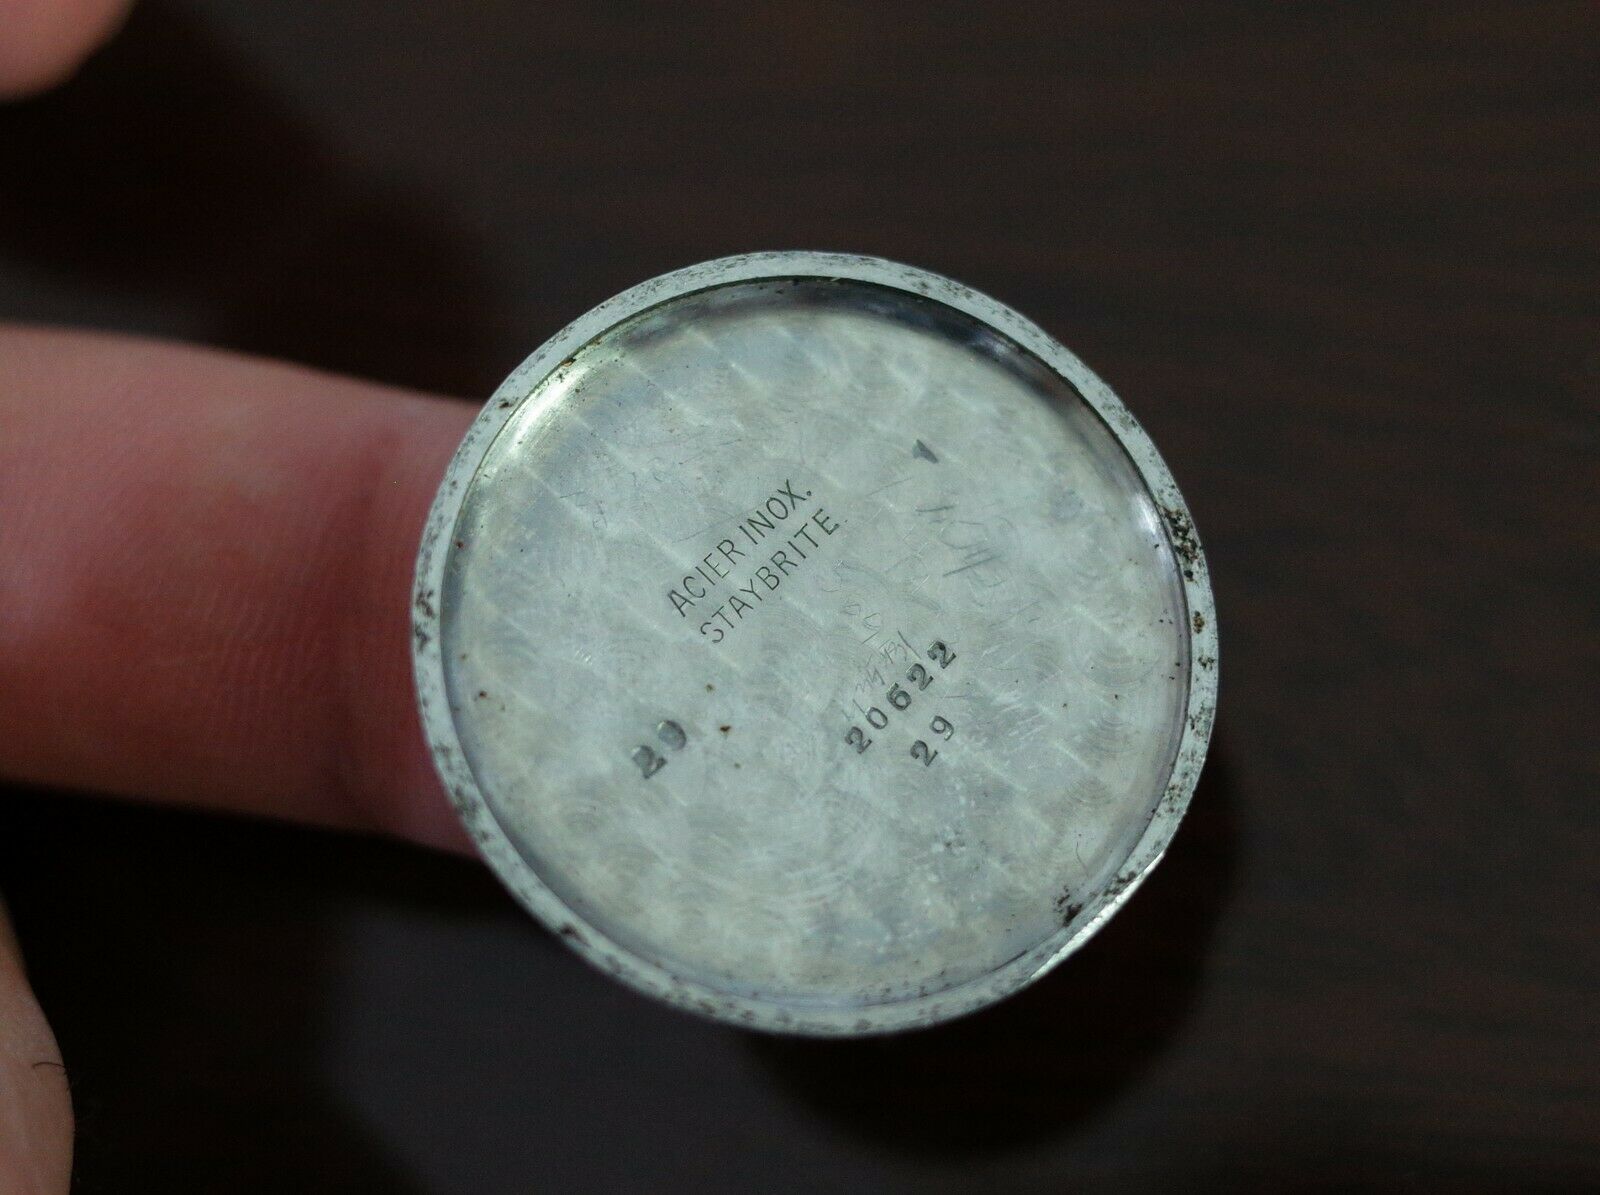 ACIER INOX.
STAYBRITE
29
20622
29